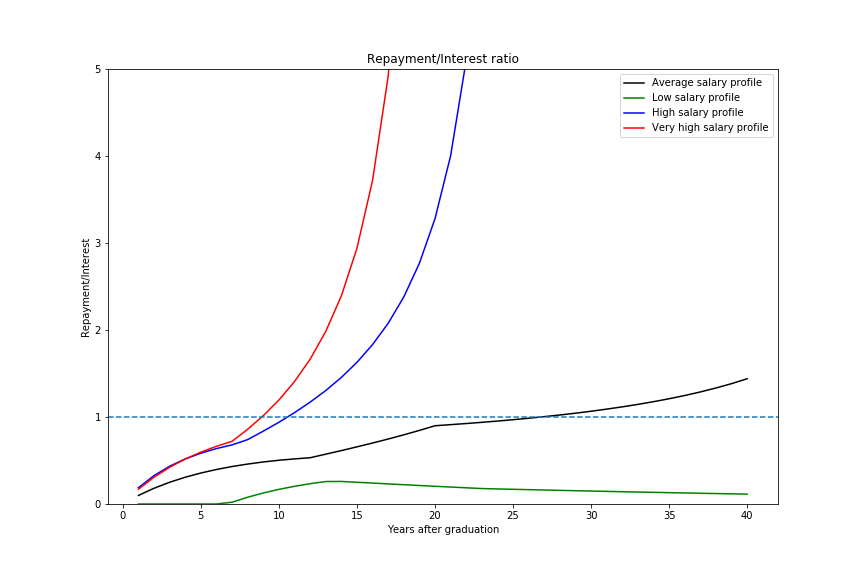 Repayment/Interest ratio
Average salary profile
Low salary profile
High salary profile
Very high salary profile
Repayment/Interest
5
4
3
2
1
0
0 5 10 15 20 25 30 35 40
Years after graduation